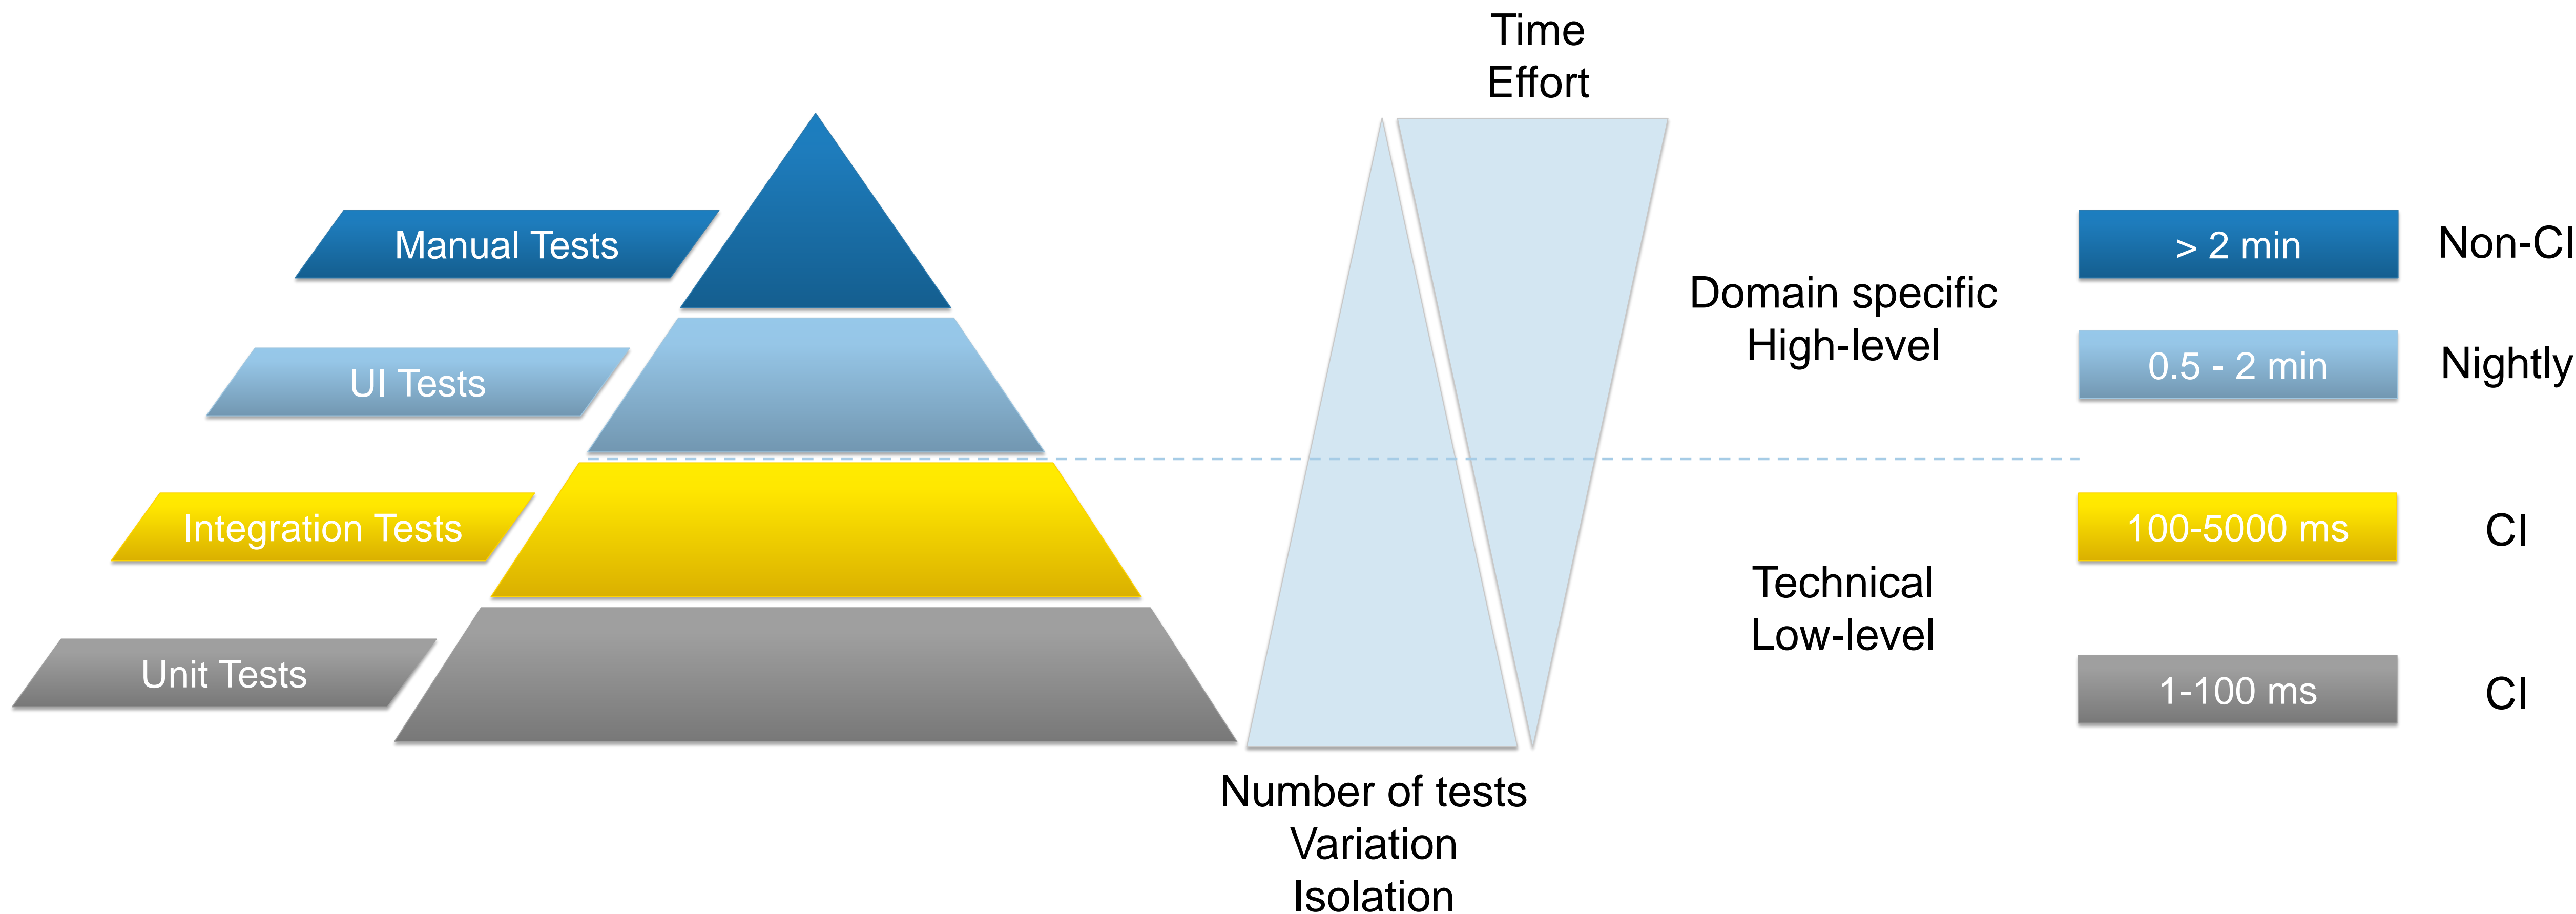 Time
Effort
Manual Tests
> 2 min
Non-CI
Domain specific
High-level
UI Tests
0.5 - 2 min
Nightly
Integration Tests
100-5000 ms
CI
Technical
Low-level
Unit Tests
1-100 ms
CI
Number of tests
Variation
Isolation